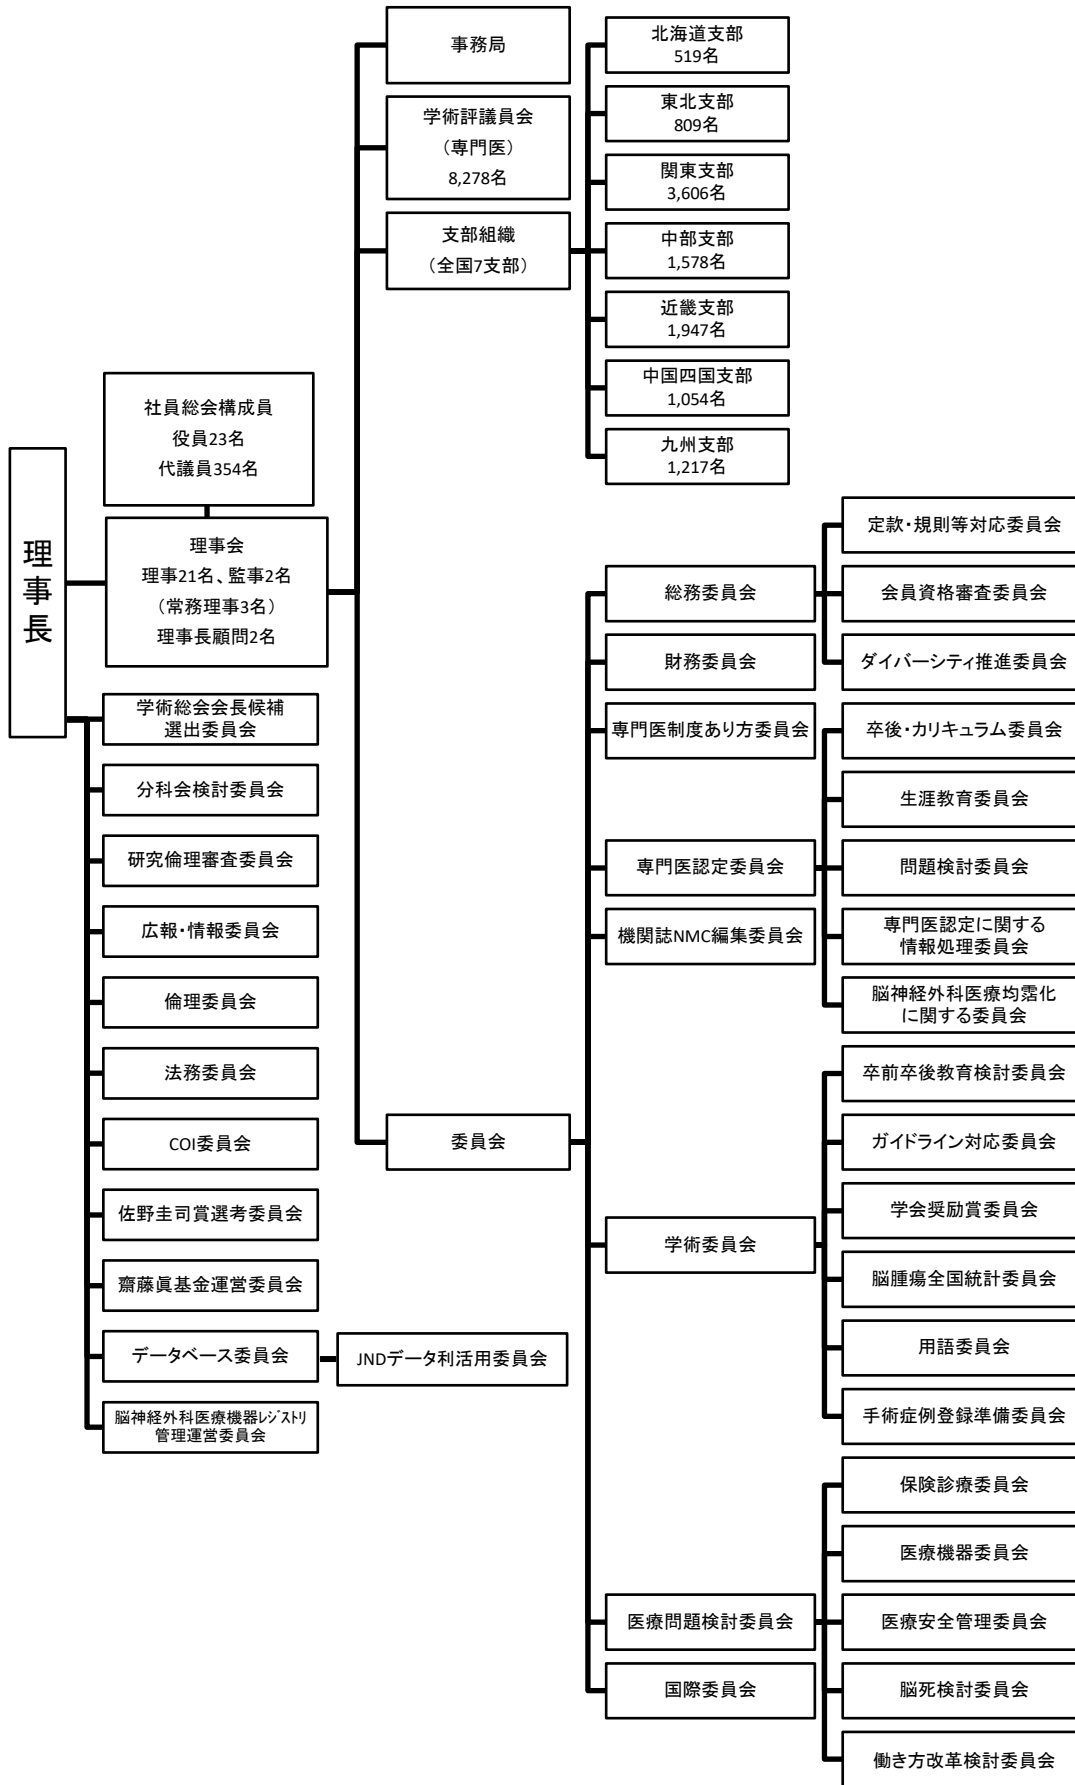 事務局
学術評議員会
（専門医）
8,278名
支部組織
（全国7支部）
北海道支部
519名
東北支部
809名
関東支部
3,606名
中部支部
1,578名
近畿支部
1,947名
中国四国支部
1,054名
九州支部
1,217名
社員総会構成員
役員23名
代議員354名
理事長
理事会
理事21名、監事2名
（常務理事3名）
理事長顧問2名
学術総会会長候補
選出委員会
分科会検討委員会
研究倫理審査委員会
広報・情報委員会
倫理委員会
法務委員会
COI委員会
佐野圭司賞選考委員会
齋藤眞基金運営委員会
データベース委員会
JNDデータ利活用委員会
脳神経外科医療機器ﾚｼﾞｽﾄﾘ
管理運営委員会
委員会
総務委員会
定款・規則等対応委員会
会員資格審査委員会
ダイバーシティ推進委員会
財務委員会
専門医制度あり方委員会
専門医認定委員会
卒後・カリキュラム委員会
生涯教育委員会
問題検討委員会
専門医認定に関する
情報処理委員会
脳神経外科医療均霑化
に関する委員会
機関誌NMC編集委員会
学術委員会
卒前卒後教育検討委員会
ガイドライン対応委員会
学会奨励賞委員会
脳腫瘍全国統計委員会
用語委員会
手術症例登録準備委員会
医療問題検討委員会
保険診療委員会
医療機器委員会
医療安全管理委員会
脳死検討委員会
働き方改革検討委員会
国際委員会